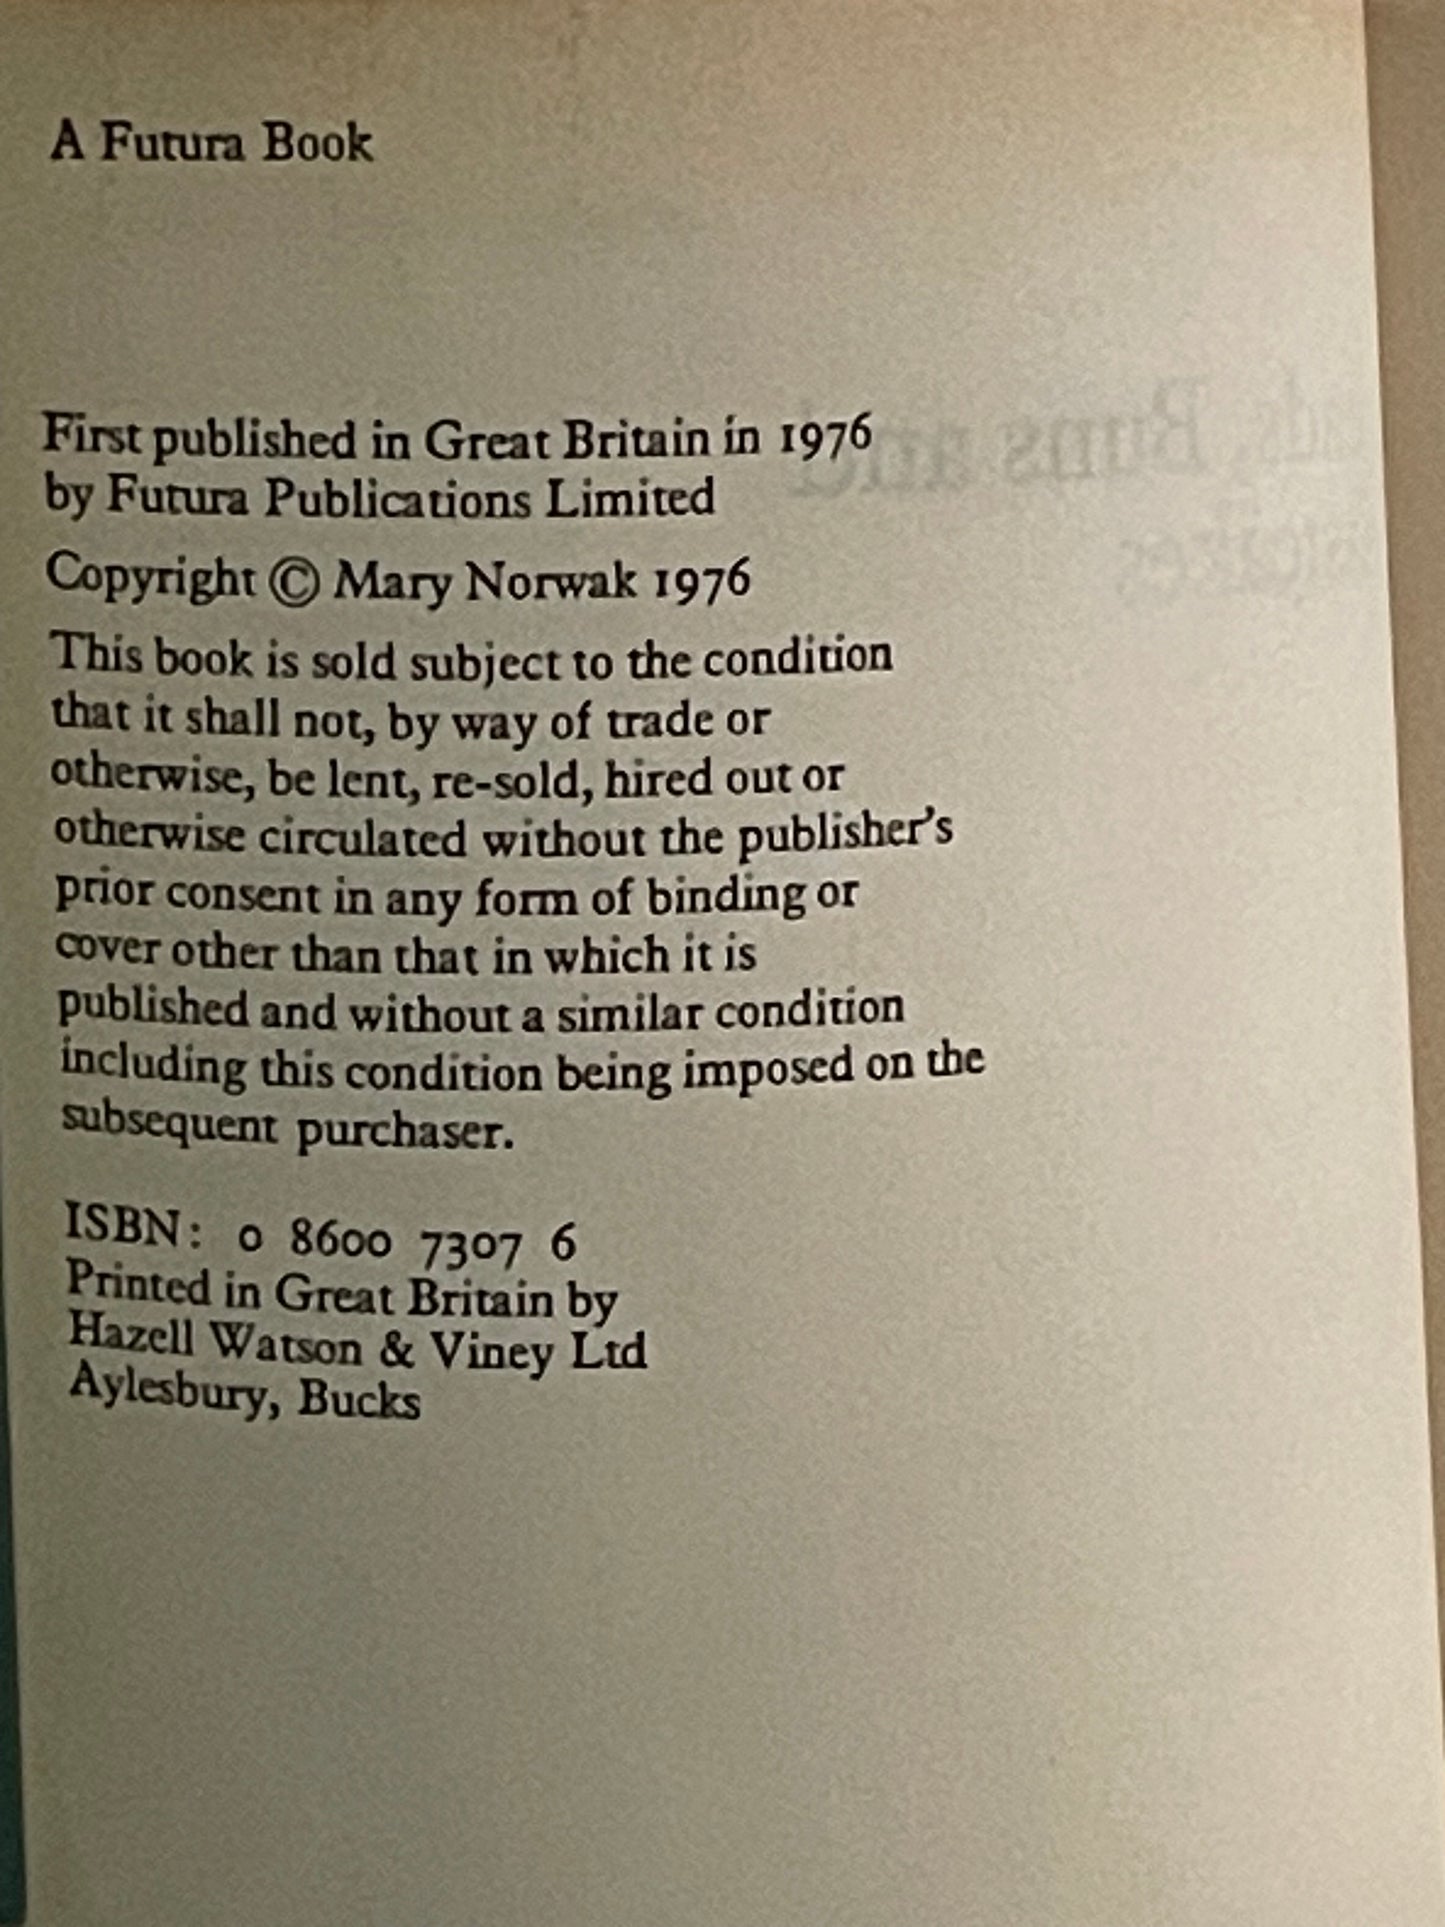 A Futura Book
First published in Great Britain in 1976
by Futura Publications Limited
Copyright © Mary Norwak 1976
This book is sold subject to the condition
that it shall not, by way of trade or
otherwise, be lent, re-sold, hired out or
otherwise circulated without the publisher's
prior consent in any form of binding or
cover other than that in which it is
published and without a similar condition
including this condition being imposed on the
subsequent purchaser.
ISBN: 0 8600 7307 6
Printed in Great Britain by
Hazell Watson & Viney Ltd
Aylesbury, Bucks